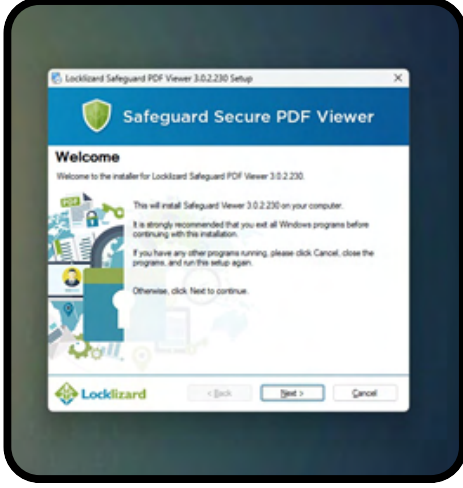 Locklizard Safeguard PDF Viewer 3.0.2.230 Setup
Safeguard Secure PDF Viewer
Welcome
Welcome to the installer for Locklizard Safeguard PDF Viewer 3.0.2.230.
PDF
This will install Safeguard Viewer 3.0.2.230 on your computer.
It is strongly recommended that you exit all Windows programs before
continuing with this installation.
If you have any other programs running, please click Cancel, close the
programs, and run this setup again.
Otherwise, click Next to continue.
Locklizard
< Back
Next >
Cancel